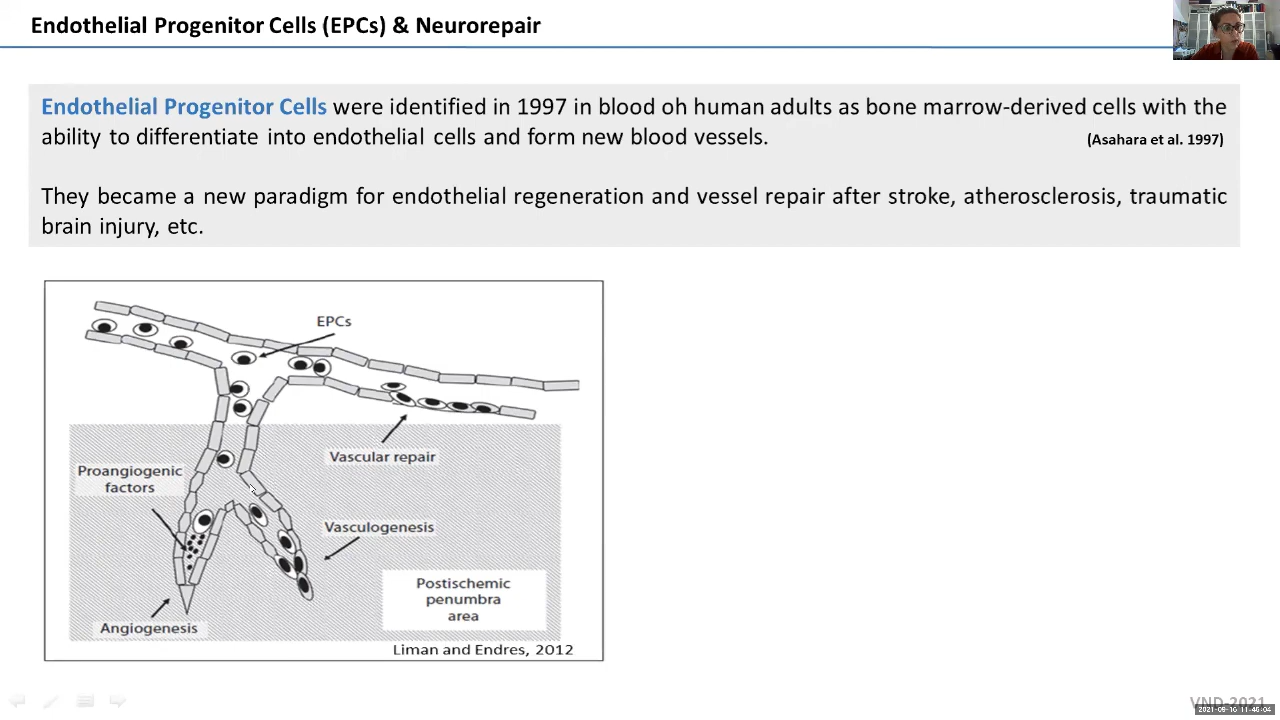 Endothelial Progenitor Cells (EPCs) & Neurorepair
Endothelial Progenitor Cells were identified in 1997 in blood oh human adults as bone marrow-derived cells with the
ability to differentiate into endothelial cells and form new blood vessels.
(Asahara et al. 1997)
They became a new paradigm for endothelial regeneration and vessel repair after stroke, atherosclerosis, traumatic
brain injury, etc.
EPCs
Vascular repair
Proangiogenic
factors
Vasculogenesis
Postischemic
penumbra
area
Angiogenesis
Liman and Endres, 2012
VND-2021
2021-09-16 11:46:04